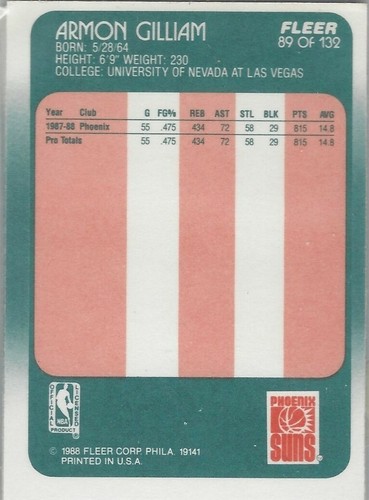 ARMON GILLIAM
FLEER
BORN: 5/28/64
89 OF 132
HEIGHT: 6'9" WEIGHT: 230
COLLEGE: UNIVERSITY OF NEVADA AT LAS VEGAS
Year Club G FG% REB AST STL BLK PTS AVG
1987-88 Phoenix 55 .475 434 72 58 29 815 14.8
Pro Totals 55 .475 434 72 58 29 815 14.8
OFFICIAL NBA LICENSED
PRODUCT
PHOENIX
SUNS
© 1988 FLEER CORP. PHILA. 19141
PRINTED IN U.S.A.